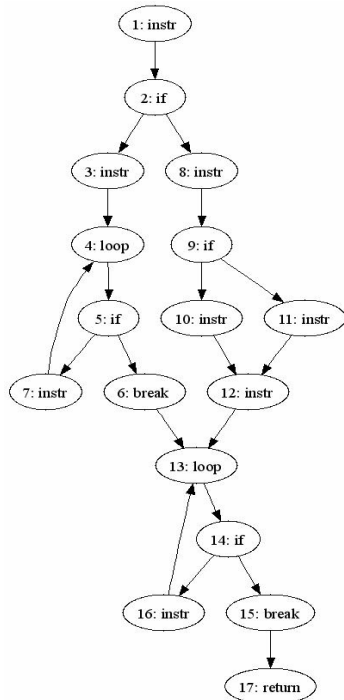 1: instr
2: if
3: instr
8: instr
4: loop
9: if
5: if
10: instr
11: instr
7: instr
6: break
12: instr
13: loop
14: if
16: instr
15: break
17: return